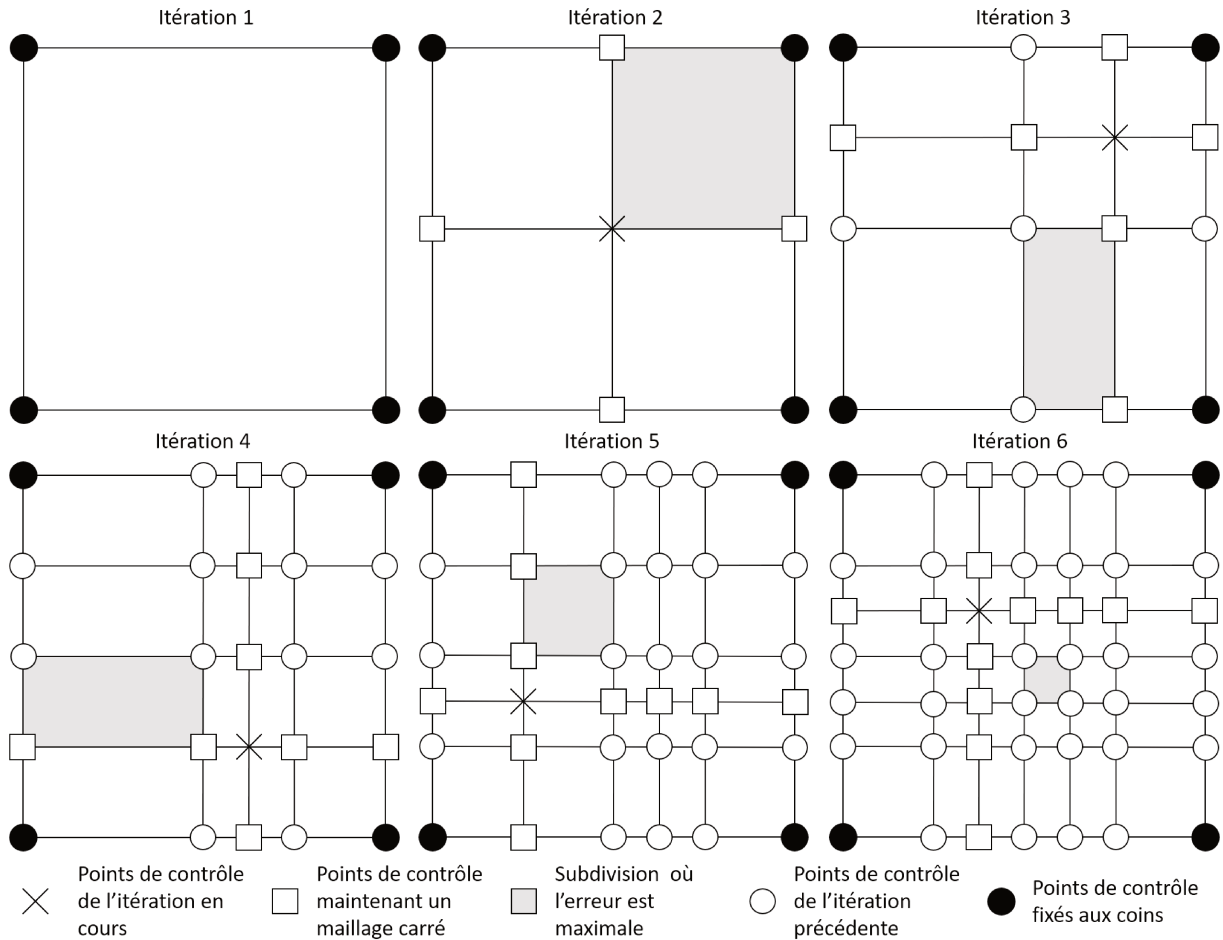 Itération 1
Itération 2
Itération 3
Itération 4
Itération 5
Itération 6
Points de contrôle
de l'itération en
cours
Points de contrôle
maintenant un
maillage carré
Subdivision où
l'erreur est
maximale
Points de contrôle
de l'itération
précédente
Points de contrôle
fixés aux coins